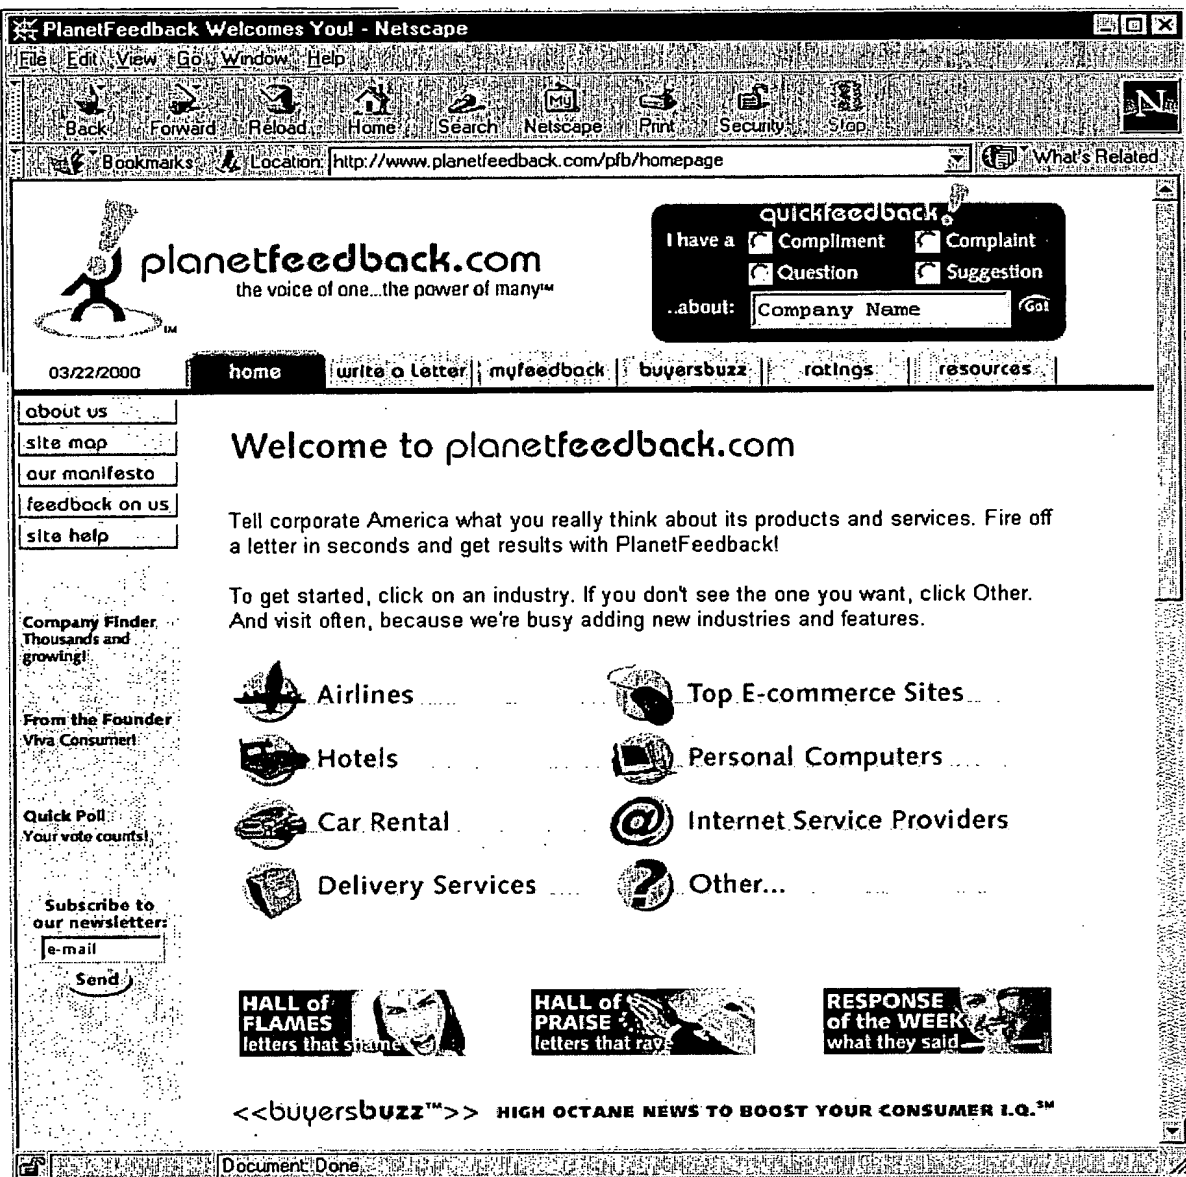 PlanetFeedback Welcomes You! - Netscape
File Edit View Go Window Help
Back Forward Reload Home Search Netscape Print Security Stop
My
N
Bookmarks Location: http://www.planetfeedback.com/pfb/homepage What's Related
planetfeedback.com
the voice of one...the power of many™
TM
quickfeedback
I have a Compliment Complaint
Question Suggestion
..about: Company Name Go!
03/22/2000 home write a letter myfeedback buyersbuzz ratings resources
about us
site map
our manifesto
feedback on us
site help
Company Finder
Thousands and
growing!
From the Founder
Viva Consumer!
Quick Poll
Your vote counts!
Subscribe to
our newsletter:
e-mail
Send
Welcome to planetfeedback.com
Tell corporate America what you really think about its products and services. Fire off
a letter in seconds and get results with PlanetFeedback!
To get started, click on an industry. If you don't see the one you want, click Other.
And visit often, because we're busy adding new industries and features.
Airlines Top E-commerce Sites
Hotels Personal Computers
Car Rental @ Internet Service Providers
Delivery Services ? Other...
HALL of
FLAMES
letters that shame
HALL of
PRAISE
letters that rave
RESPONSE
of the WEEK
what they said
<<buyersbuzz™>> HIGH OCTANE NEWS TO BOOST YOUR CONSUMER I.Q.℠
Document: Done